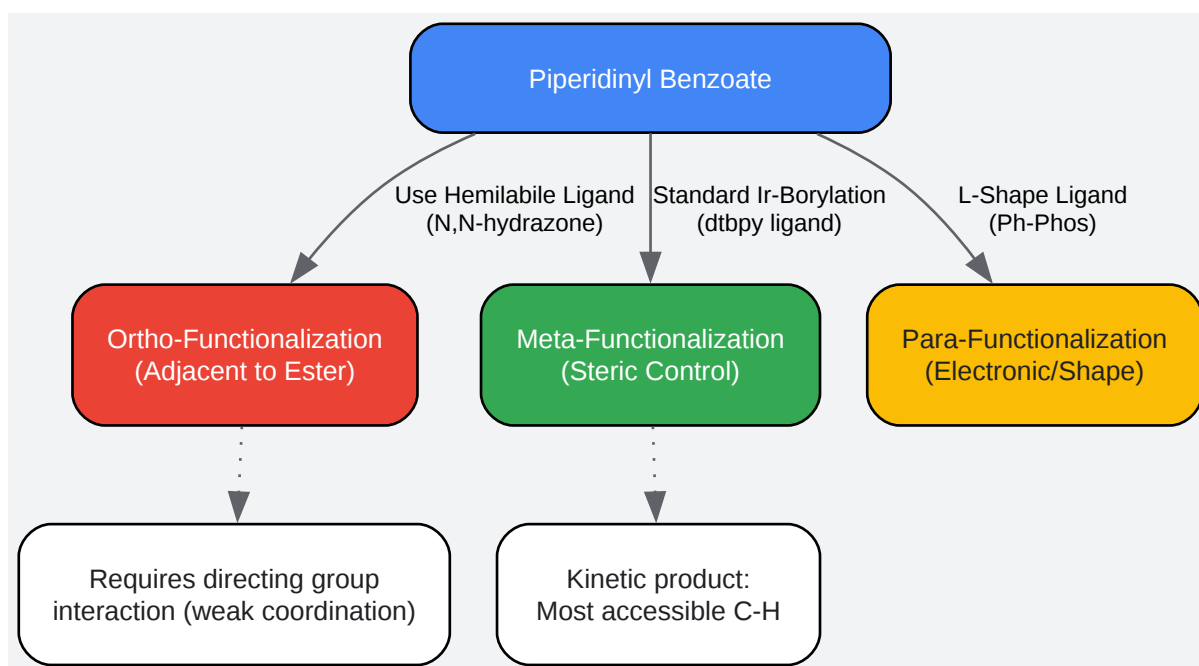 Piperidinyl Benzoate
Use Hemilabile Ligand
(N,N-hydrazone)
Standard Ir-Borylation
(dtbpy ligand)
L-Shape Ligand
(Ph-Phos)
Ortho-Functionalization
(Adjacent to Ester)
Meta-Functionalization
(Steric Control)
Para-Functionalization
(Electronic/Shape)
Requires directing group
interaction (weak coordination)
Kinetic product:
Most accessible C-H